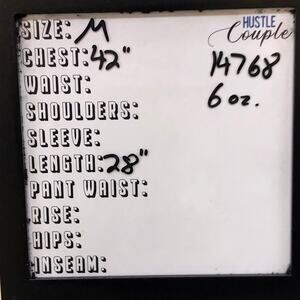 HUSTLE
Couple
SIZE: M
CHEST: 42"
14768
WAIST:
6 oz.
SHOULDERS:
SLEEVE:
LENGTH: 28"
PANT WAIST:
RISE:
HIPS:
INSEAM: